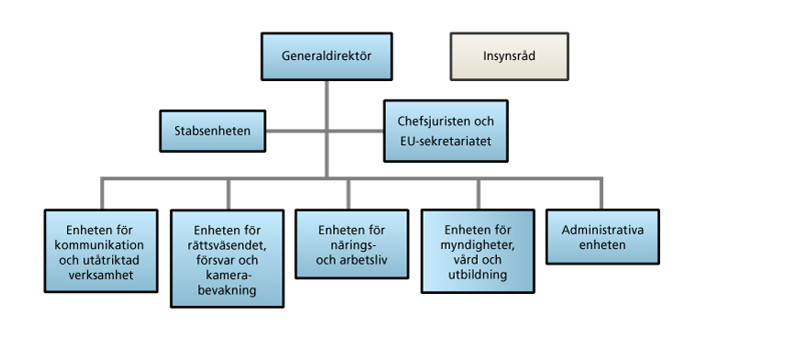 Generaldirektör
Insynsråd
Stabsenheten
Chefsjuristen och
EU-sekretariatet
Enheten för
kommunikation
och utåtriktad
verksamhet
Enheten för
rättsväsendet,
försvar och
kamera-
bevakning
Enheten för
närings-
och arbetsliv
Enheten för
myndigheter,
vård och
utbildning
Administrativa
enheten